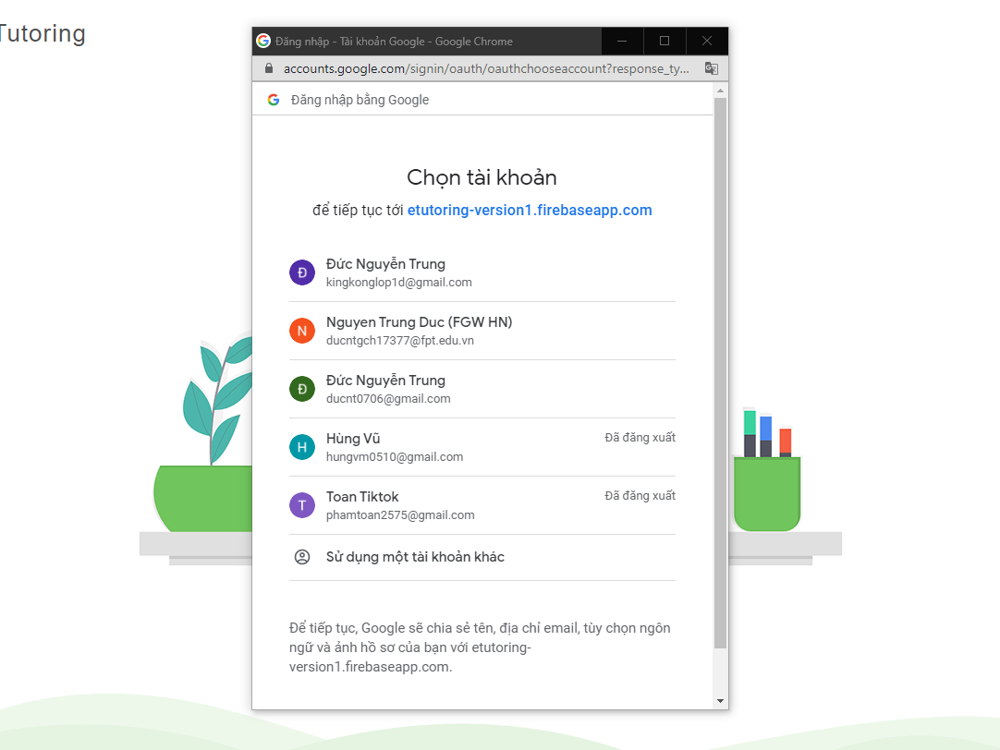 Tutoring
Đăng nhập - Tài khoản Google - Google Chrome
accounts.google.com/signin/oauth/oauthchooseaccount?response_ty...
Đăng nhập bằng Google
Chọn tài khoản
để tiếp tục tới etutoring-version1.firebaseapp.com
Đ
Đức Nguyễn Trung
kingkonglop1d@gmail.com
N
Nguyen Trung Duc (FGW HN)
ducntgch17377@fpt.edu.vn
Đ
Đức Nguyễn Trung
ducnt0706@gmail.com
H
Hùng Vũ
Đã đăng xuất
hungvm0510@gmail.com
T
Toan Tiktok
Đã đăng xuất
phamtoan2575@gmail.com
Sử dụng một tài khoản khác
Để tiếp tục, Google sẽ chia sẻ tên, địa chỉ email, tùy chọn ngôn
ngữ và ảnh hồ sơ của bạn với etutoring-
version1.firebaseapp.com.